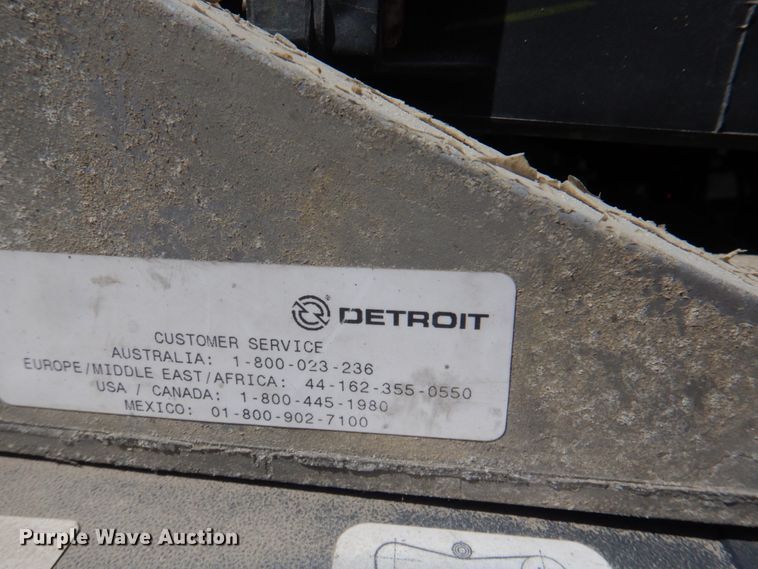 DETROIT
CUSTOMER SERVICE
AUSTRALIA: 1-800-023-236
EUROPE/MIDDLE EAST/AFRICA: 44-162-355-0550
USA / CANADA: 1-800-445-1980
MEXICO: 01-800-902-7100
Purple Wave Auction